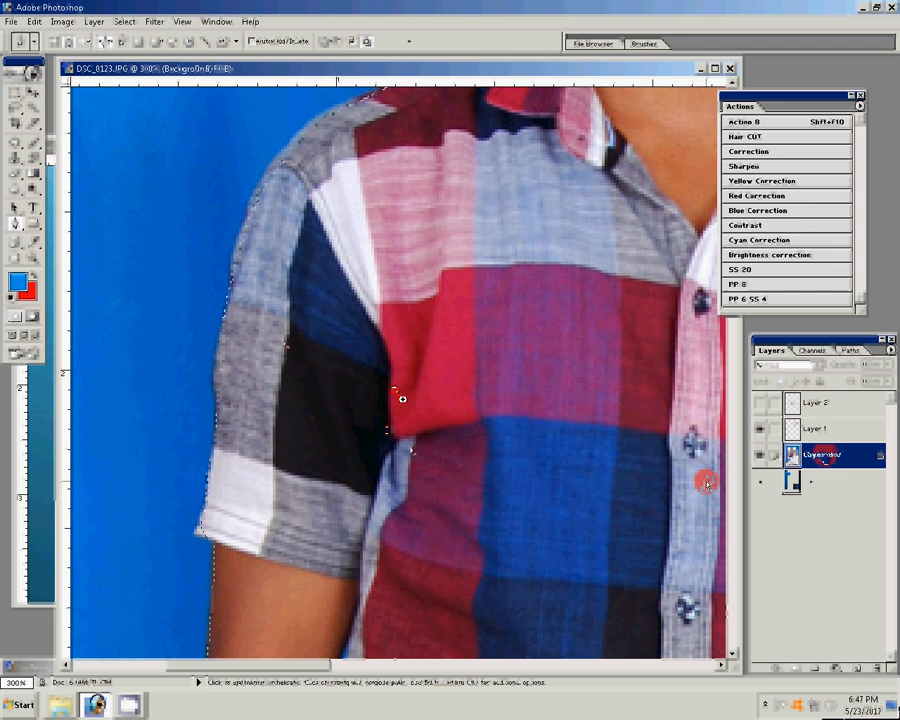 Adobe Photoshop
File Edit Image Layer Select Filter View Window Help
File Browser Brushes
DSC_0123.JPG @ 300% (Background, RGB)
Actions
Action 8 Shft+F10
Hair CUT
Correction
Sharpen
Yellow Correction
Red Correction
Blue Correction
Contrast
Cyan Correction
Brightness correction
SS 20
PP 8
PP 6 SS 4
Layers Channels Paths
Layer 2
Layer 1
300%
Start
6:47 PM
5/23/2017